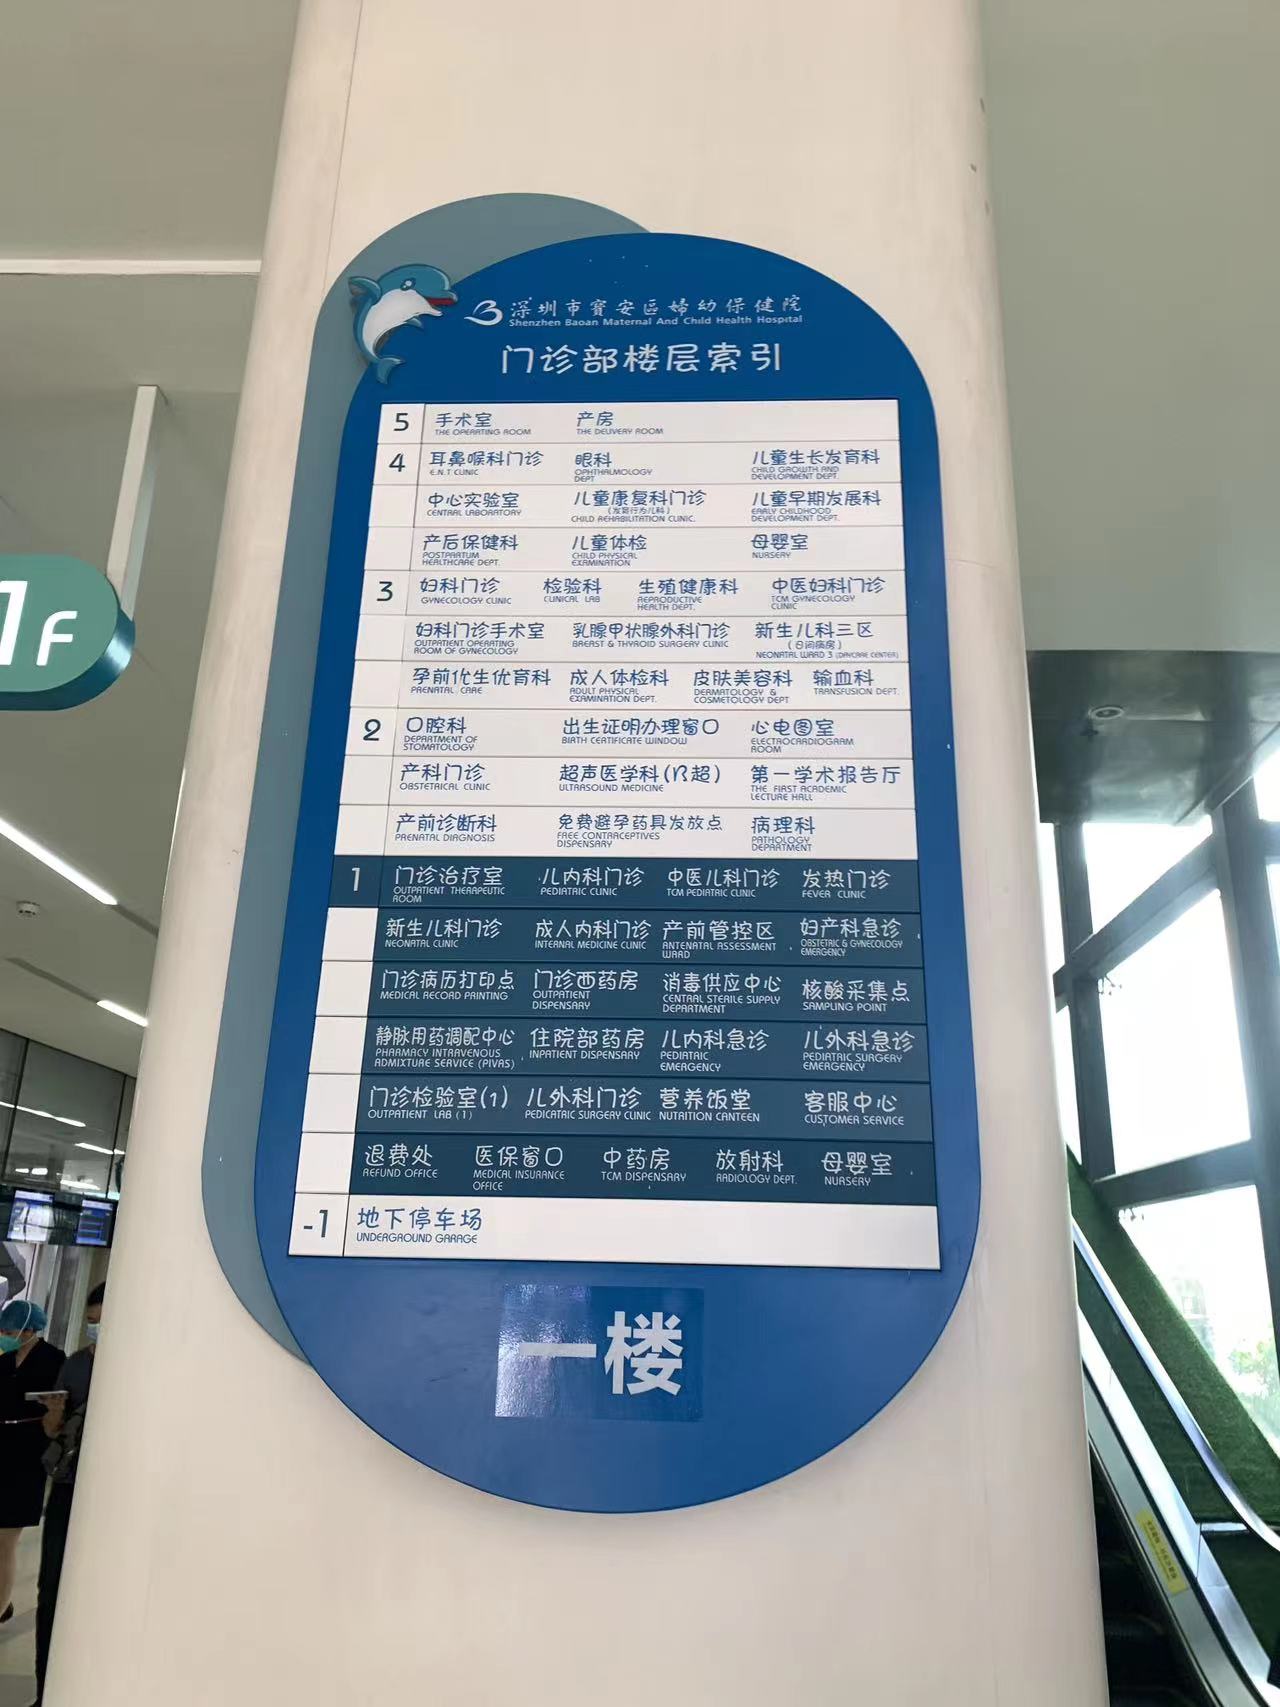 深圳市寶安區婦幼保健院
Shenzhen Baoan Maternal And Child Health Hospital
门诊部楼层索引
5 手术室 产房
THE OPERATING ROOM THE DELIVERY ROOM
4 耳鼻喉科门诊 眼科 儿童生长发育科
E.N.T CLINIC OPHTHALMOLOGY DEPT CHILD GROWTH AND DEVELOPMENT DEPT.
中心实验室 儿童康复科门诊 儿童早期发展科
(发育行为儿科)
CENTRAL LABORATORY CHILD REHABILITATION CLINIC. EARLY CHILDHOOD DEVELOPMENT DEPT.
产后保健科 儿童体检 母婴室
POSTPARTUM HEALTHCARE DEPT. CHILD PHYSICAL EXAMINATION NURSERY
3 妇科门诊 检验科 生殖健康科 中医妇科门诊
GYNECOLOGY CLINIC CLINICAL LAB REPRODUCTIVE HEALTH DEPT. TCM GYNECOLOGY CLINIC
妇科门诊手术室 乳腺甲状腺外科门诊 新生儿科三区
(日间病房)
OUTPATIENT OPERATING ROOM OF GYNECOLOGY BREAST & THYROID SURGERY CLINIC NEONATAL WARD 3 (DAYCARE CENTER)
孕前优生优育科 成人体检科 皮肤美容科 输血科
PRENATAL CARE ADULT PHYSICAL EXAMINATION DEPT. DERMATOLOGY & COSMETOLOGY DEPT TRANSFUSION DEPT.
2 口腔科 出生证明办理窗口 心电图室
DEPARTMENT OF STOMATOLOGY BIRTH CERTIFICATE WINDOW ELECTROCARDIOGRAM ROOM
产科门诊 超声医学科(B超) 第一学术报告厅
OBSTETRICAL CLINIC ULTRASOUND MEDICINE THE FIRST ACADEMIC LECTURE HALL
产前诊断科 免费避孕药具发放点 病理科
PRENATAL DIAGNOSIS FREE CONTRACEPTIVES DISPENSARY PATHOLOGY DEPARTMENT
1 门诊治疗室 儿内科门诊 中医儿科门诊 发热门诊
OUTPATIENT THERAPEUTIC ROOM PEDIATRIC CLINIC TCM PEDIATRIC CLINIC FEVER CLINIC
新生儿科门诊 成人内科门诊 产前管控区 妇产科急诊
NEONATAL CLINIC INTERNAL MEDICINE CLINIC ANTENATAL ASSESSMENT WARD OBSTETRIC & GYNECOLOGY EMERGENCY
门诊病历打印点 门诊西药房 消毒供应中心 核酸采集点
MEDICAL RECORD PRINTING OUTPATIENT DISPENSARY CENTRAL STERILE SUPPLY DEPARTMENT SAMPLING POINT
静脉用药调配中心 住院部药房 儿内科急诊 儿外科急诊
PHARMACY INTRAVENOUS ADMIXTURE SERVICE (PIVAS) INPATIENT DISPENSARY PEDIATRIC EMERGENCY PEDIATRIC SURGERY EMERGENCY
门诊检验室(1) 儿外科门诊 营养饭堂 客服中心
OUTPATIENT LAB (1) PEDICATRIC SURGERY CLINIC NUTRITION CANTEEN CUSTOMER SERVICE
退费处 医保窗口 中药房 放射科 母婴室
REFUND OFFICE MEDICAL INSURANCE OFFICE TCM DISPENSARY RADIOLOGY DEPT. NURSERY
-1 地下停车场
UNDERGROUND GARAGE
一楼
1F